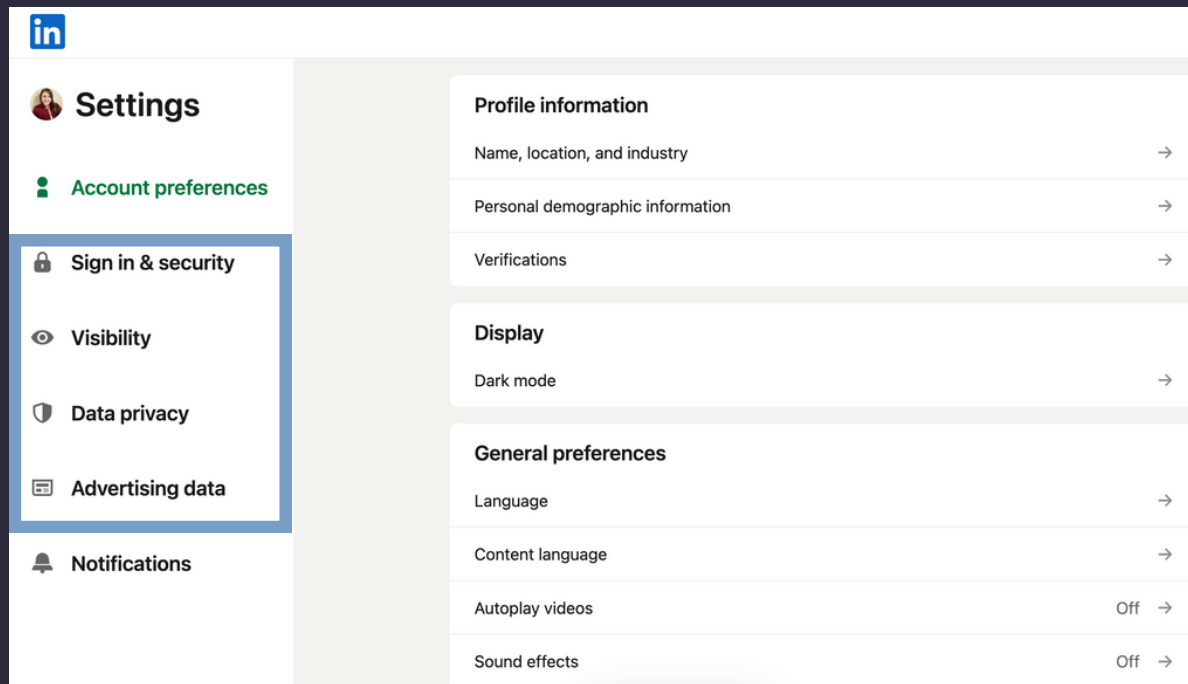 in
Settings
Account preferences
Sign in & security
Visibility
Data privacy
Advertising data
Notifications
Profile information
Name, location, and industry
Personal demographic information
Verifications
Display
Dark mode
General preferences
Language
Content language
Autoplay videos Off
Sound effects Off